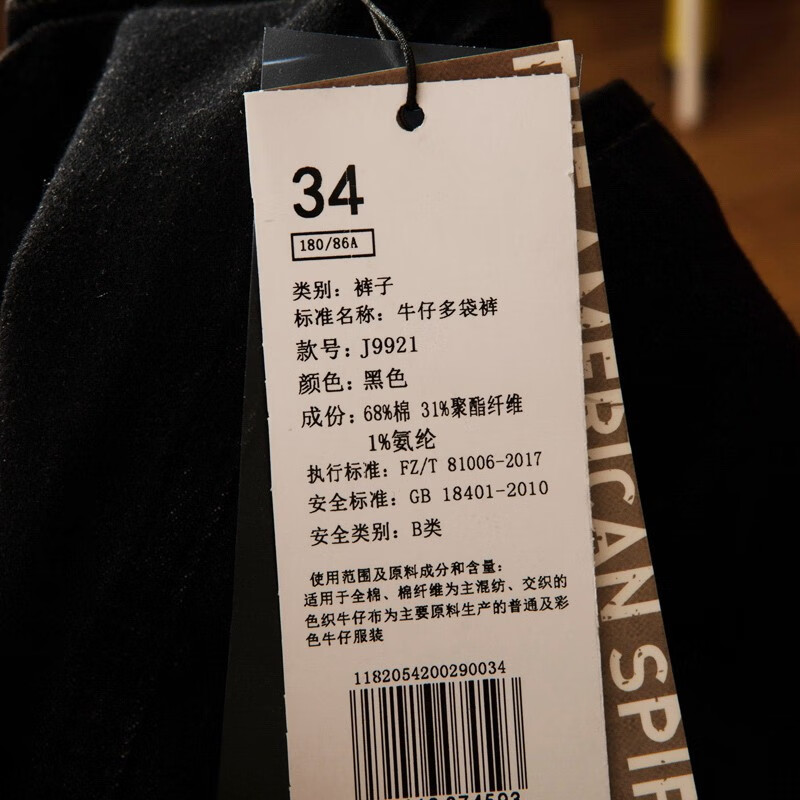 34
180/86A
类别：裤子
标准名称：牛仔多袋裤
款号：J9921
颜色：黑色
成份：68%棉 31%聚酯纤维
1%氨纶
执行标准：FZ/T 81006-2017
安全标准：GB 18401-2010
安全类别：B类
使用范围及原料成分和含量：
适用于全棉、棉纤维为主混纺、交织的
色织牛仔布为主要原料生产的普通及彩
色牛仔服装
1182054200290034
AMERICAN SPIR